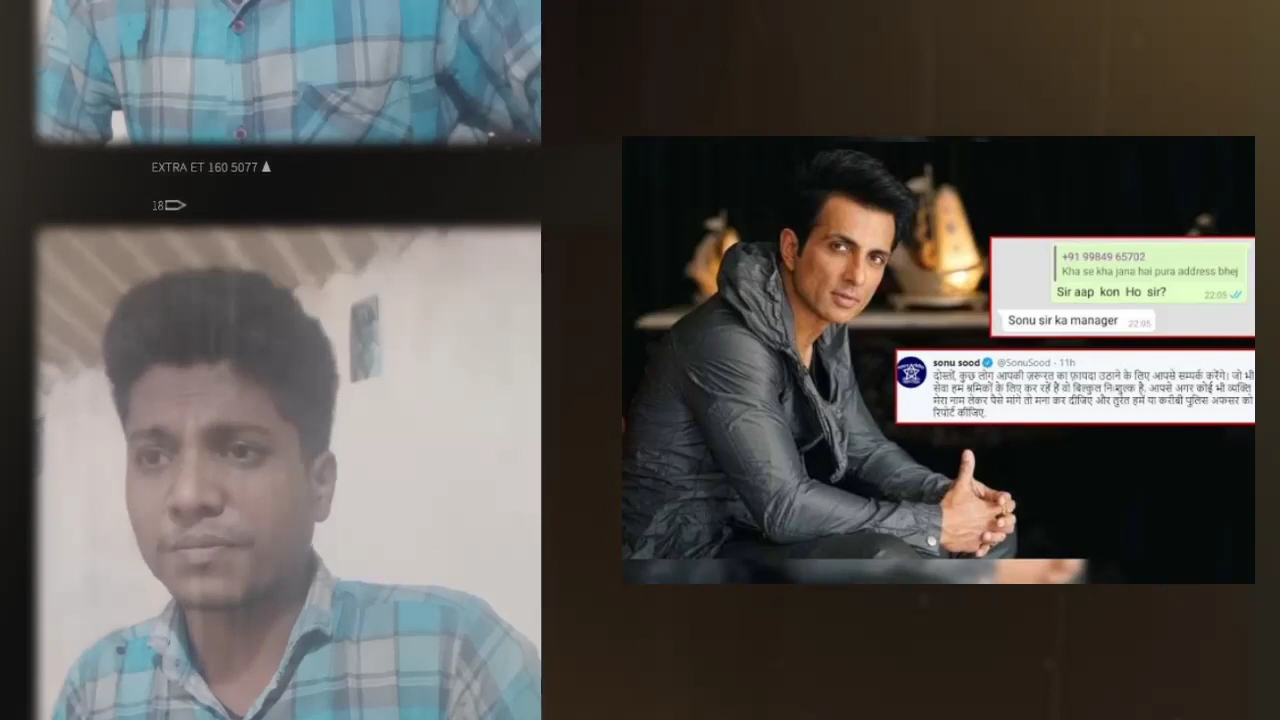 EXTRA ET 160 5077
18
+91 99849 65702
Kha se kha jana hai pura address bhej
Sir aap kon Ho sir?
22:05
Sonu sir ka manager
22:05
sonu sood @SonuSood · 11h
दोस्तों, कुछ लोग आपकी ज़रूरत का फ़ायदा उठाने के लिए आपसे सम्पर्क करेंगे। जो भी
सेवा हम श्रमिकों के लिए कर रहें हैं वो बिल्कुल निःशुल्क है. आपसे अगर कोई भी व्यक्ति
मेरा नाम लेकर पैसे मांगे तो मना कर दीजिए और तुरंत हमें या करीबी पुलिस अफसर को
रिपोर्ट कीजिए.